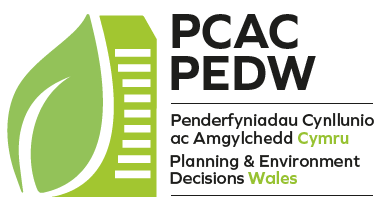 PCAC
PEDW
Penderfyniadau Cynllunio
ac Amgylchedd Cymru
Planning & Environment
Decisions Wales